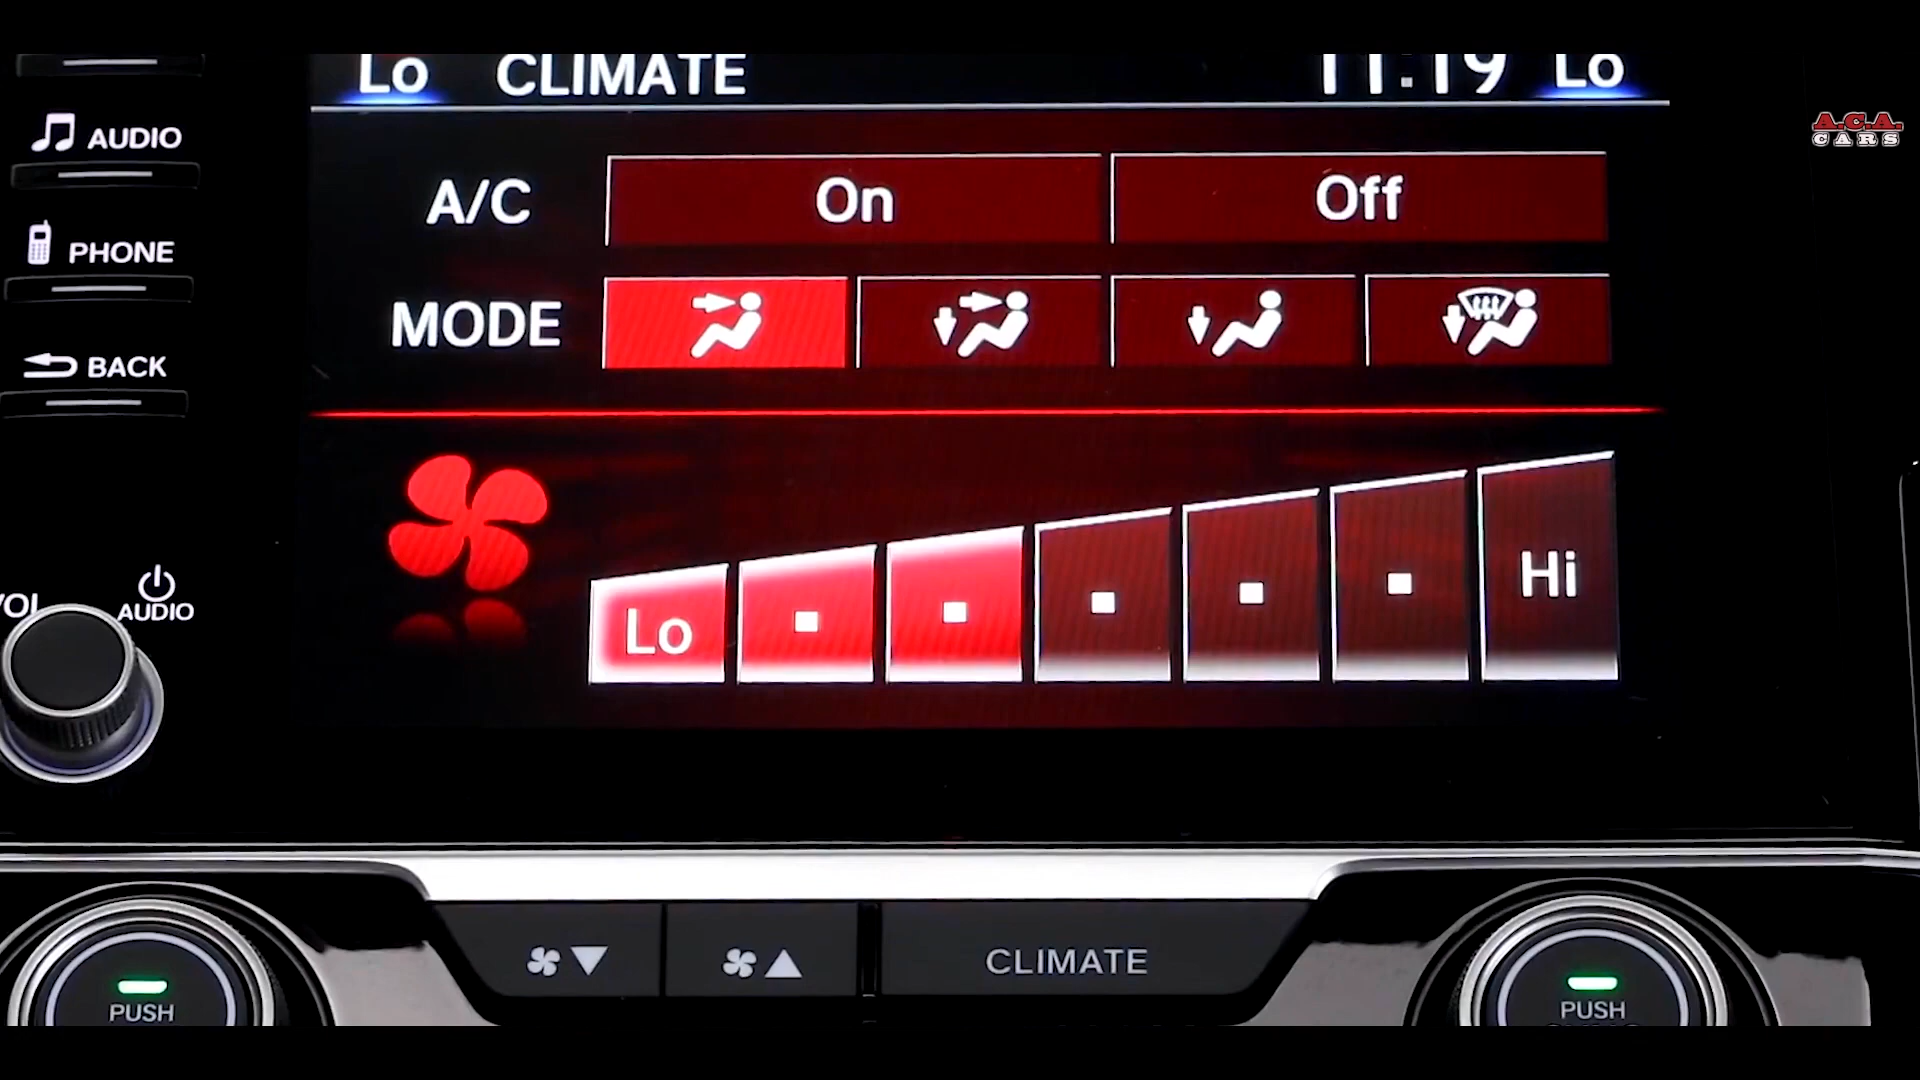 Lo CLIMATE 11:19 Lo
A.C.A.
CARS
AUDIO
A/C On Off
PHONE
MODE
BACK
Lo Hi
VOL
AUDIO
CLIMATE
PUSH
PUSH